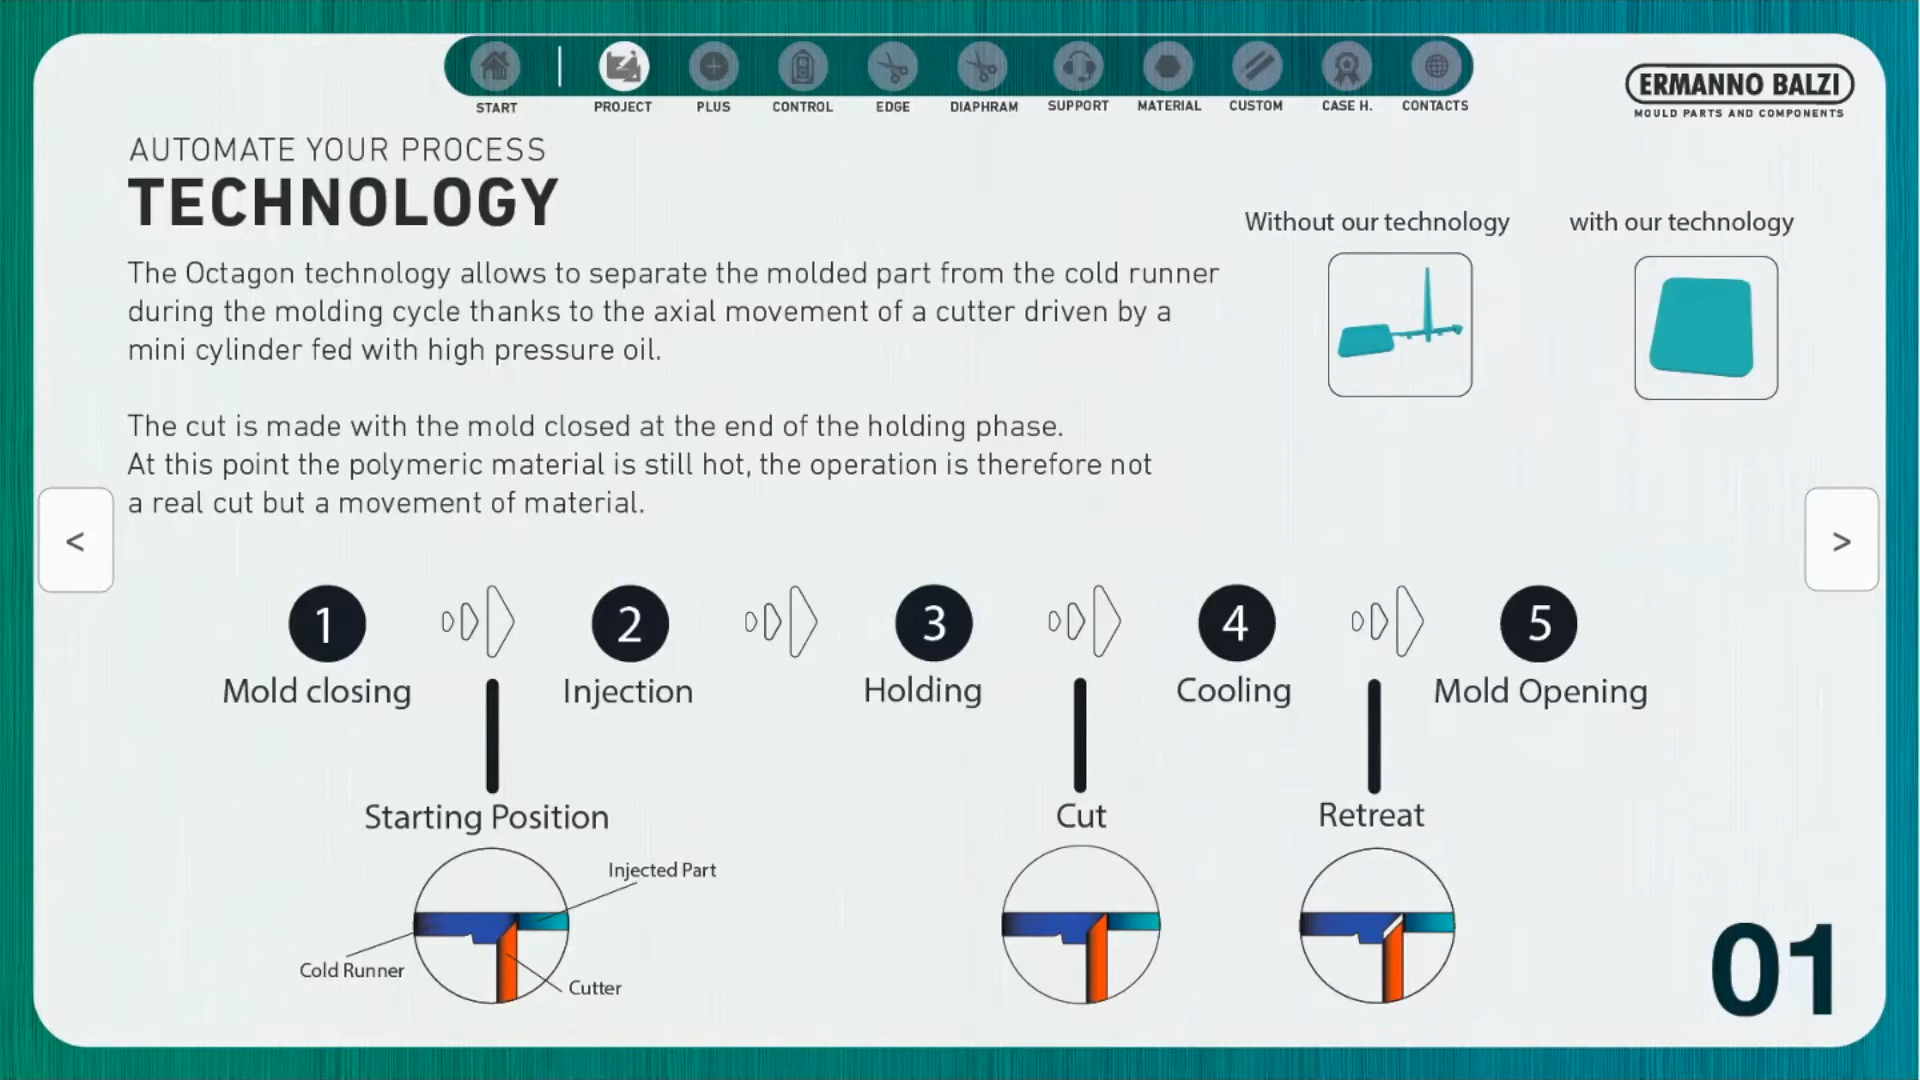 START
PROJECT
PLUS
CONTROL
EDGE
DIAPHRAM
SUPPORT
MATERIAL
CUSTOM
CASE H.
CONTACTS
ERMANNO BALZI
MOULD PARTS AND COMPONENTS
AUTOMATE YOUR PROCESS
TECHNOLOGY
The Octagon technology allows to separate the molded part from the cold runner
during the molding cycle thanks to the axial movement of a cutter driven by a
mini cylinder fed with high pressure oil.
The cut is made with the mold closed at the end of the holding phase.
At this point the polymeric material is still hot, the operation is therefore not
a real cut but a movement of material.
Without our technology
with our technology
<
>
1
2
3
4
5
Mold closing
Injection
Holding
Cooling
Mold Opening
Starting Position
Cut
Retreat
Injected Part
Cold Runner
Cutter
01